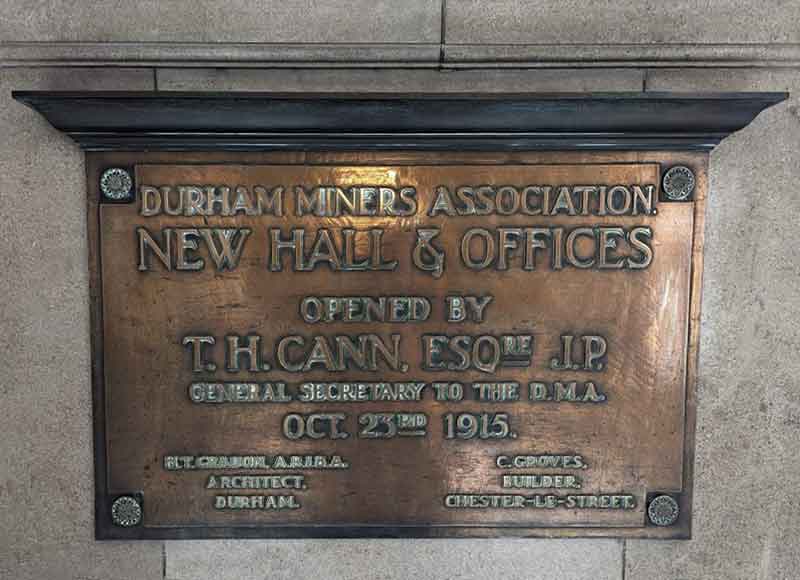 DURHAM MINERS ASSOCIATION.
NEW HALL & OFFICES
OPENED BY
T. H. CANN, ESQRE J.P.
GENERAL SECRETARY TO THE D.M.A.
OCT. 23RD 1915.
H.T. GRADON, A.R.I.B.A.
ARCHITECT,
DURHAM.
C. GROVES,
BUILDER,
CHESTER-LE-STREET.